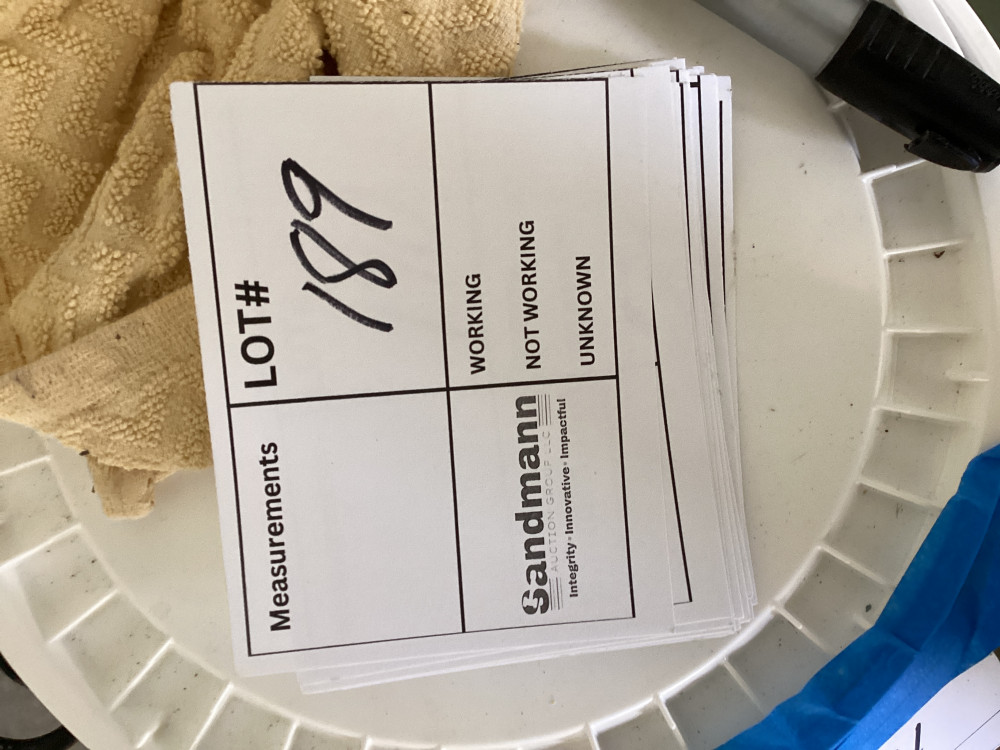 Measurements
LOT#
189
Sandmann
AUCTION GROUP LLC
Integrity • Innovative • Impactful
WORKING
NOT WORKING
UNKNOWN